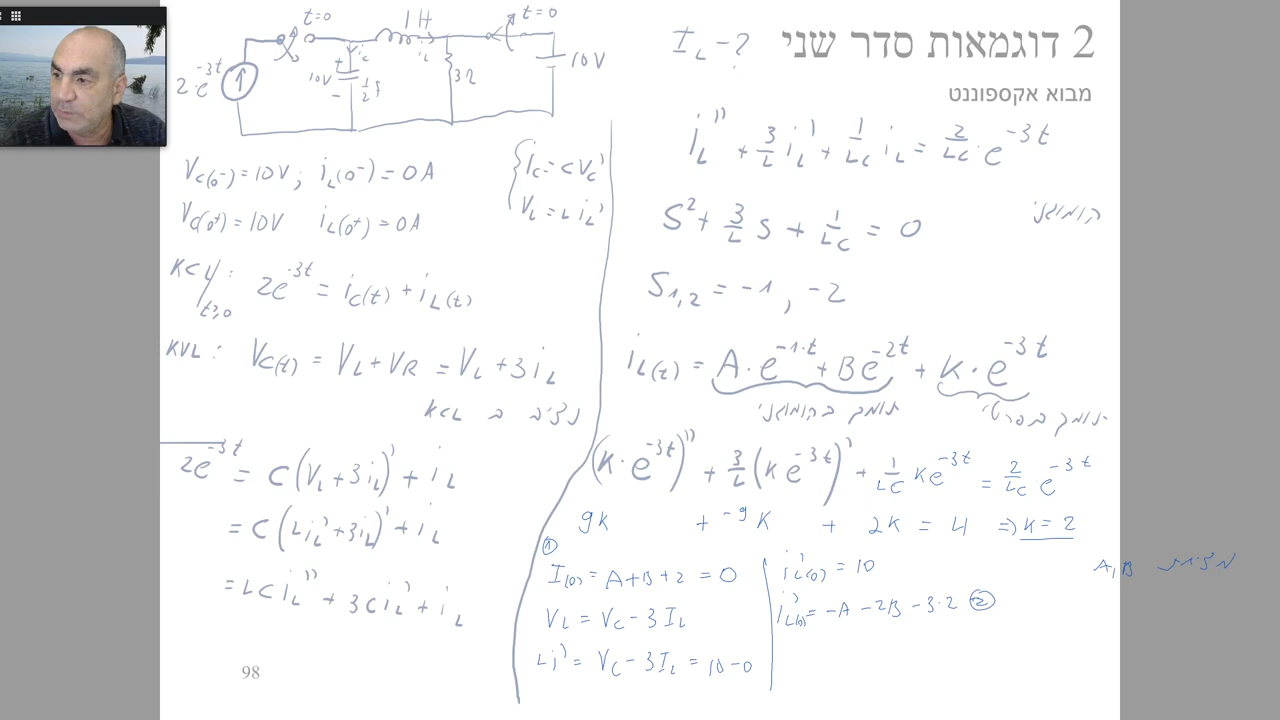 2 דוגמאות סדר שני
I_L - ?
מבוא אקספוננט
t=0
1H
t=0
2e^{-3t}
10V
+
-
i_C
1/2 f
i_L
3Ω
10V
V_C(0^-) = 10V ; i_L(0^-) = 0A
V_C(0^+) = 10V i_L(0^+) = 0A
i_C = C V_C'
V_L = L i_L'
KCL / t≥0 : 2e^{-3t} = i_C(t) + i_L(t)
KVL : V_C(t) = V_L + V_R = V_L + 3i_L
נציב ב KCL
2e^{-3t} = C(V_L + 3i_L)' + i_L
= C(L i_L' + 3i_L)' + i_L
= LC i_L'' + 3C i_L' + i_L
98
i_L'' + 3/L i_L' + 1/LC i_L = 2/LC · e^{-3t}
S^2 + 3/L S + 1/LC = 0
הומוגני
S_{1,2} = -1 , -2
i_L(t) = A·e^{-1·t} + B e^{-2t} + K·e^{-3t}
תומך בהומוגני
תומך בפרטי
(K·e^{-3t})'' + 3/L (K e^{-3t})' + 1/LC K e^{-3t} = 2/LC e^{-3t}
9K + -9K + 2K = 4 => K = 2
① I(0) = A+B+2 = 0
V_L = V_C - 3I_L
Li' = V_C - 3I_L = 10-0
i_L'(0) = 10
i_L'(0) = -A - 2B - 3·2 ②
מציאת A,B